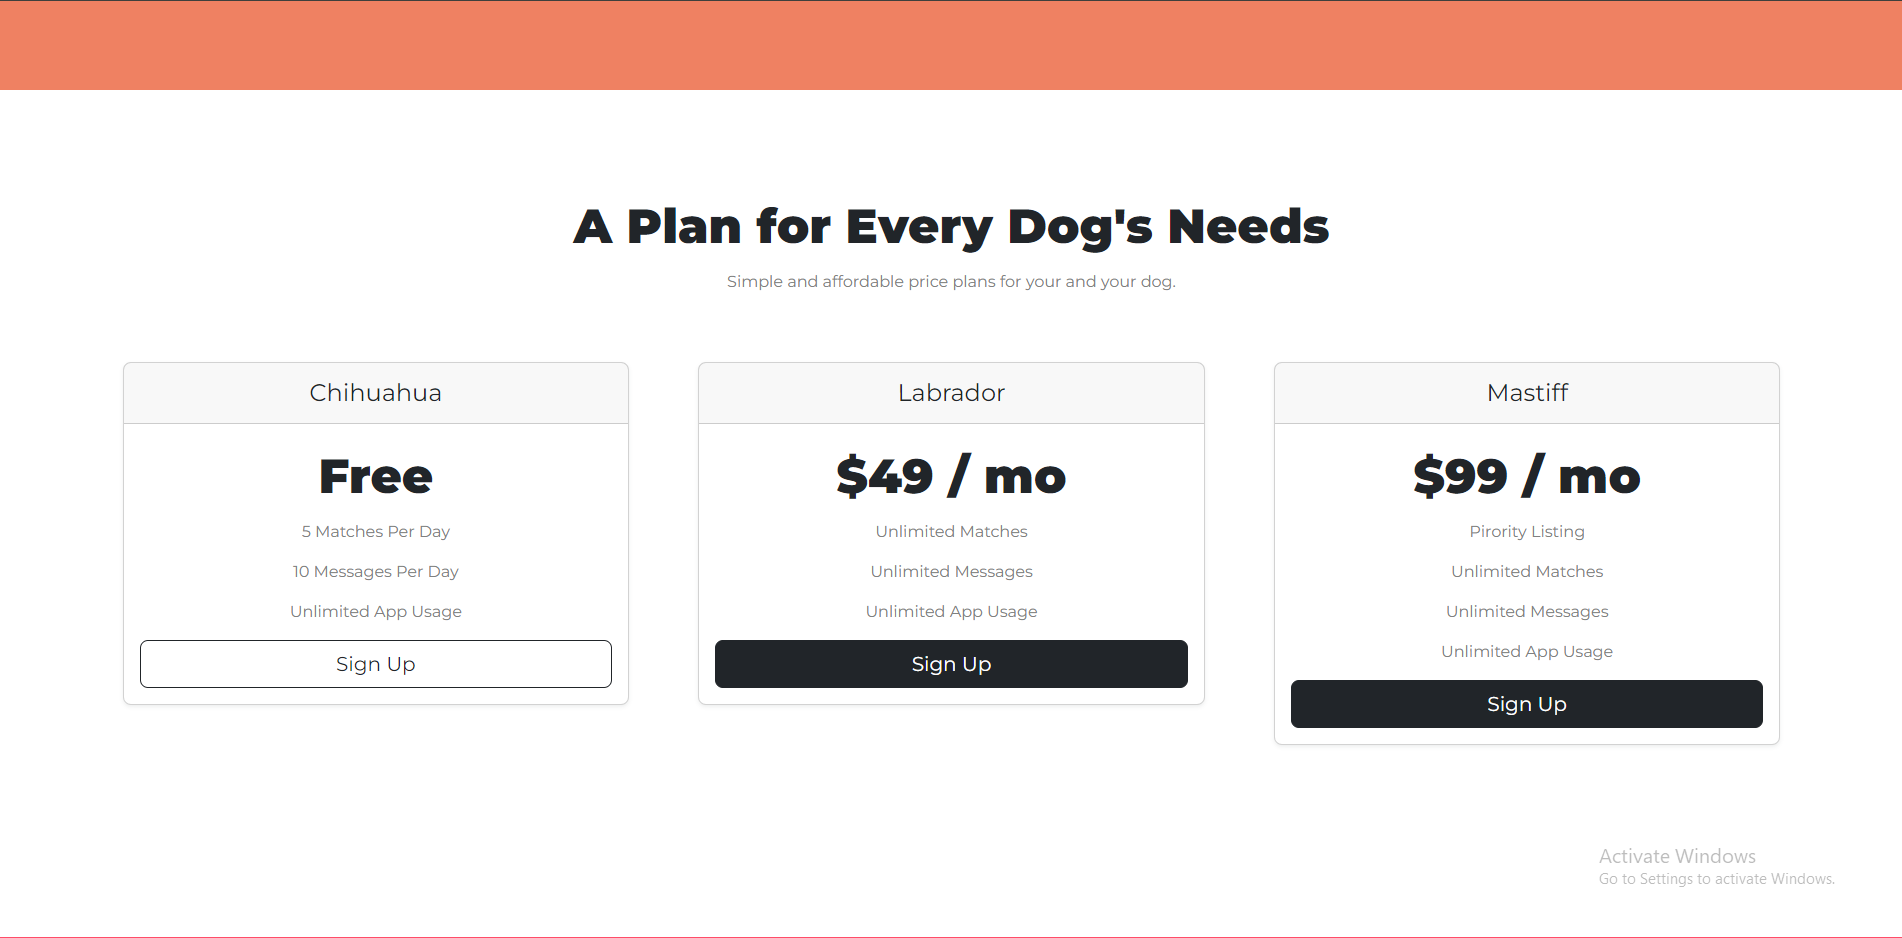 A Plan for Every Dog's Needs
Simple and affordable price plans for your and your dog.
Chihuahua
Free
5 Matches Per Day
10 Messages Per Day
Unlimited App Usage
Sign Up
Labrador
$49 / mo
Unlimited Matches
Unlimited Messages
Unlimited App Usage
Sign Up
Mastiff
$99 / mo
Pirority Listing
Unlimited Matches
Unlimited Messages
Unlimited App Usage
Sign Up
Activate Windows
Go to Settings to activate Windows.